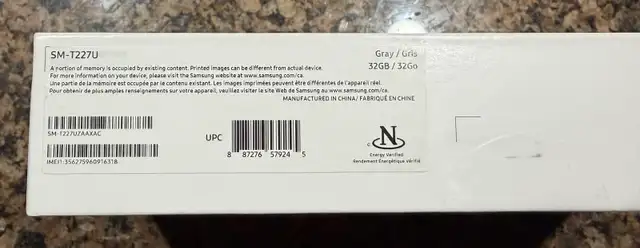 SM-T227U
Gray / Gris
32GB / 32Go
A portion of memory is occupied by existing content. Printed images can be different from actual device.
For more information on your device, please visit the Samsung website at www.samsung.com/ca.
Une partie de la mémoire est occupée par le contenu existant. Les images imprimées peuvent être différentes de l'appareil réel.
Pour obtenir de plus amples renseignements sur votre appareil, veuillez visiter le site Web de Samsung au www.samsung.com/ca.
MANUFACTURED IN CHINA/ FABRIQUÉ EN CHINE
SM-T227UZAAXAC
IMEI1:356275960916318
UPC
8 87276 57924 5
c N
Energy Verified
Rendement Énergétique Vérifié